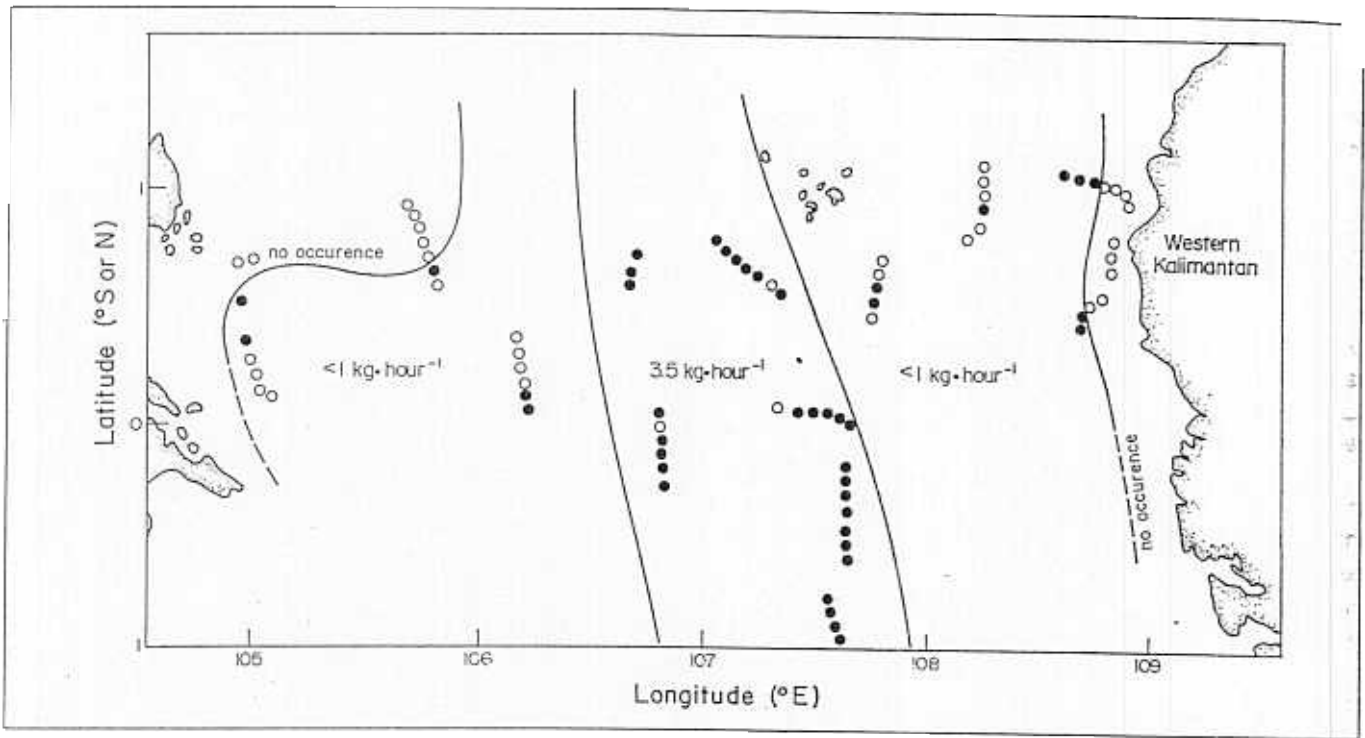 Latitude (°S or N)
1
0
1
no occurence
<1 kg•hour⁻¹
3.5 kg•hour⁻¹
<1 kg•hour⁻¹
Western
Kalimantan
no occurence
105
106
107
108
109
Longitude (°E)